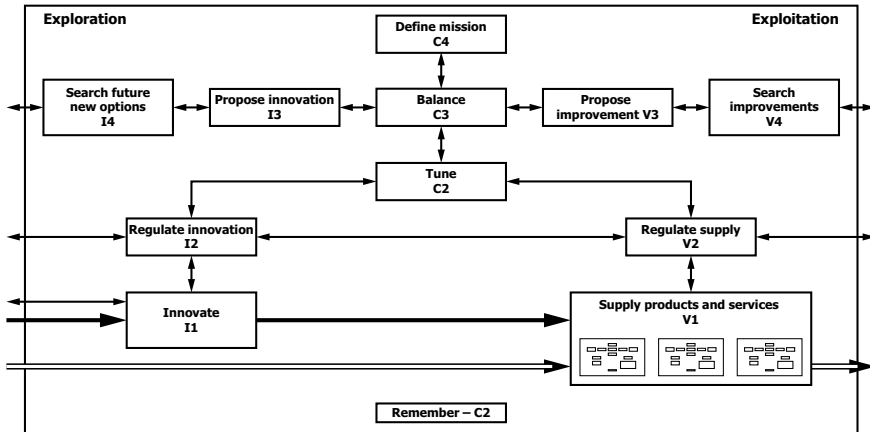 Exploration
Exploitation
Define mission
C4
Search future
new options
I4
Propose innovation
I3
Balance
C3
Propose
improvement V3
Search
improvements
V4
Tune
C2
Regulate innovation
I2
Regulate supply
V2
Innovate
I1
Supply products and services
V1
Remember – C2